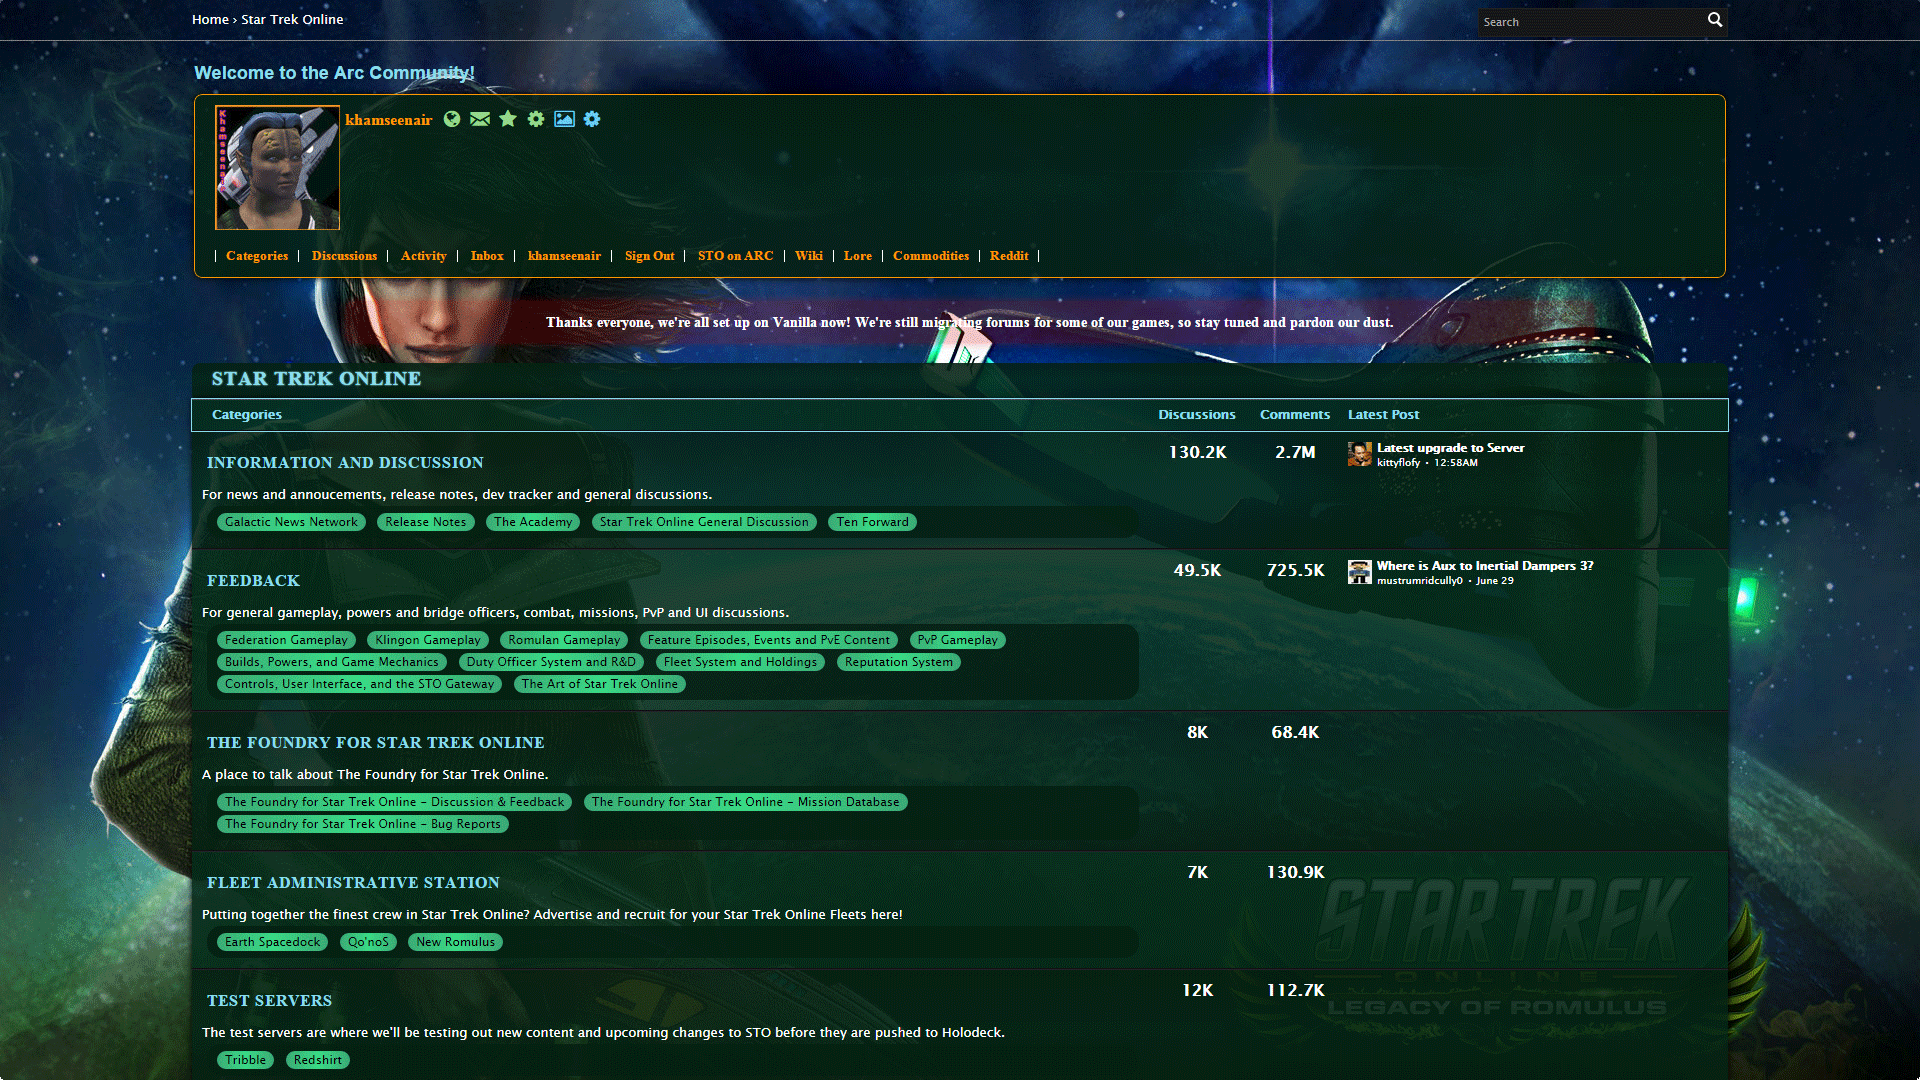 Home › Star Trek Online
Search
Welcome to the Arc Community!
Khamseenair
khamseenair
| Categories | Discussions | Activity | Inbox | khamseenair | Sign Out | STO on ARC | Wiki | Lore | Commodities | Reddit |
Thanks everyone, we're all set up on Vanilla now! We're still migrating forums for some of our games, so stay tuned and pardon our dust.
STAR TREK ONLINE
Categories Discussions Comments Latest Post
INFORMATION AND DISCUSSION 130.2K 2.7M Latest upgrade to Server
kittyflofy • 12:58AM
For news and annoucements, release notes, dev tracker and general discussions.
Galactic News Network Release Notes The Academy Star Trek Online General Discussion Ten Forward
FEEDBACK 49.5K 725.5K Where is Aux to Inertial Dampers 3?
mustrumridcully0 • June 29
For general gameplay, powers and bridge officers, combat, missions, PvP and UI discussions.
Federation Gameplay Klingon Gameplay Romulan Gameplay Feature Episodes, Events and PvE Content PvP Gameplay
Builds, Powers, and Game Mechanics Duty Officer System and R&D Fleet System and Holdings Reputation System
Controls, User Interface, and the STO Gateway The Art of Star Trek Online
THE FOUNDRY FOR STAR TREK ONLINE 8K 68.4K
A place to talk about The Foundry for Star Trek Online.
The Foundry for Star Trek Online - Discussion & Feedback The Foundry for Star Trek Online - Mission Database
The Foundry for Star Trek Online - Bug Reports
FLEET ADMINISTRATIVE STATION 7K 130.9K
Putting together the finest crew in Star Trek Online? Advertise and recruit for your Star Trek Online Fleets here!
Earth Spacedock Qo'noS New Romulus
STAR TREK
ONLINE
LEGACY OF ROMULUS
TEST SERVERS 12K 112.7K
The test servers are where we'll be testing out new content and upcoming changes to STO before they are pushed to Holodeck.
Tribble Redshirt